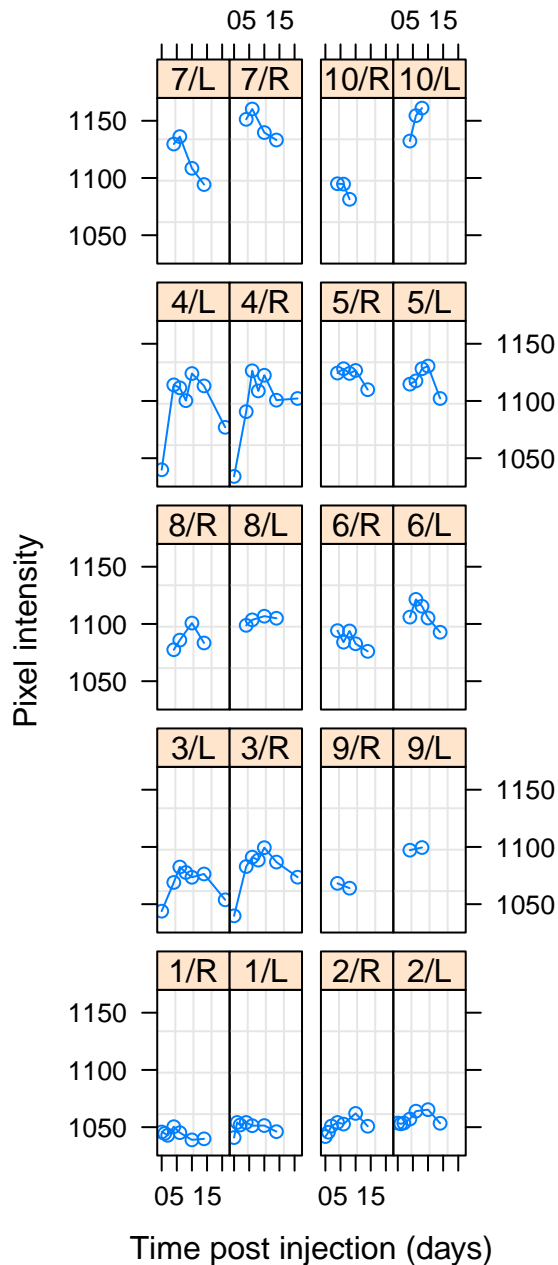 05 15
05 15
7/L 7/R 10/R 10/L
1150
1100
1050
4/L 4/R 5/R 5/L
1150
1100
1050
8/R 8/L 6/R 6/L
1150
1100
1050
3/L 3/R 9/R 9/L
1150
1100
1050
1/R 1/L 2/R 2/L
1150
1100
1050
05 15
05 15
Pixel intensity
Time post injection (days)